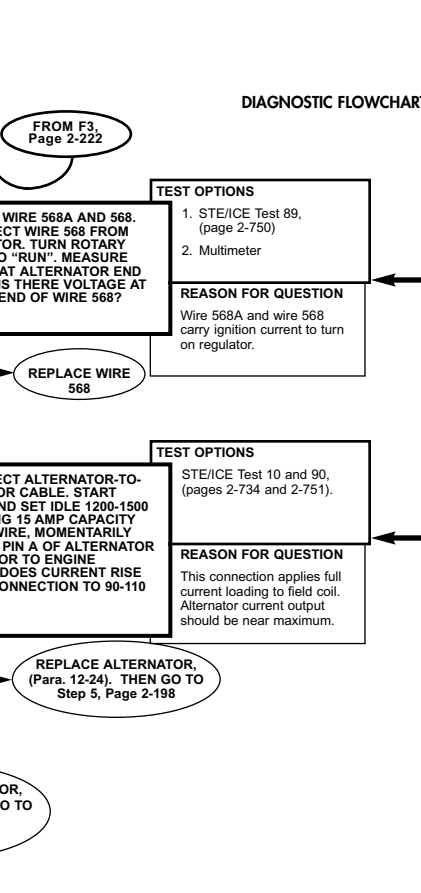 DIAGNOSTIC FLOWCHART
FROM F3,
Page 2-222
WIRE 568A AND 568.
ECT WIRE 568 FROM
TOR. TURN ROTARY
O “RUN”. MEASURE
AT ALTERNATOR END
IS THERE VOLTAGE AT
END OF WIRE 568?
TEST OPTIONS
1. STE/ICE Test 89,
(page 2-750)
2. Multimeter
REASON FOR QUESTION
Wire 568A and wire 568
carry ignition current to turn
on regulator.
REPLACE WIRE
568
ECT ALTERNATOR-TO-
OR CABLE. START
ND SET IDLE 1200-1500
NG 15 AMP CAPACITY
WIRE, MOMENTARILY
PIN A OF ALTERNATOR
OR TO ENGINE
DOES CURRENT RISE
CONNECTION TO 90-110
TEST OPTIONS
STE/ICE Test 10 and 90,
(pages 2-734 and 2-751).
REASON FOR QUESTION
This connection applies full
current loading to field coil.
Alternator current output
should be near maximum.
REPLACE ALTERNATOR,
(Para. 12-24). THEN GO TO
Step 5, Page 2-198
OR,
O TO